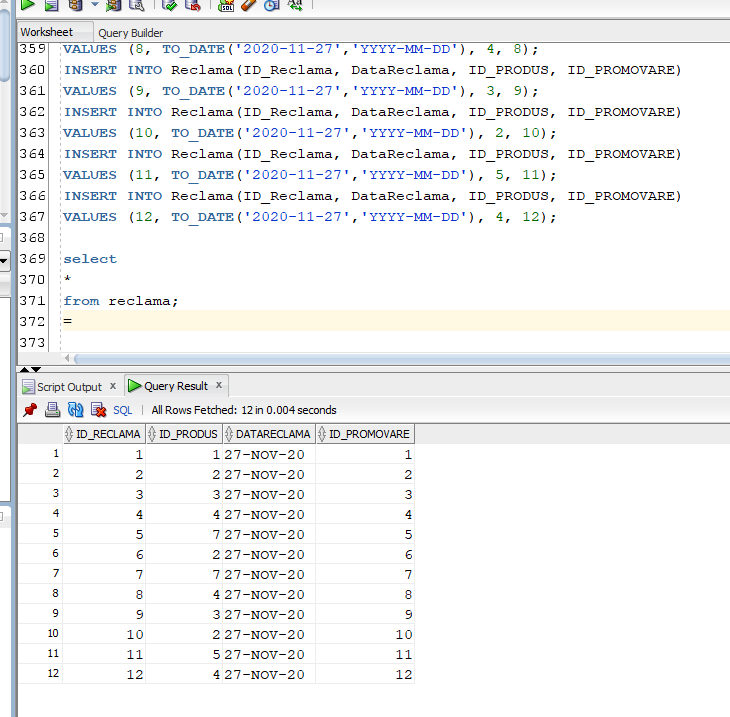 SQL
Worksheet Query Builder
359 VALUES (8, TO_DATE('2020-11-27','YYYY-MM-DD'), 4, 8);
360 INSERT INTO Reclama(ID_Reclama, DataReclama, ID_PRODUS, ID_PROMOVARE)
361 VALUES (9, TO_DATE('2020-11-27','YYYY-MM-DD'), 3, 9);
362 INSERT INTO Reclama(ID_Reclama, DataReclama, ID_PRODUS, ID_PROMOVARE)
363 VALUES (10, TO_DATE('2020-11-27','YYYY-MM-DD'), 2, 10);
364 INSERT INTO Reclama(ID_Reclama, DataReclama, ID_PRODUS, ID_PROMOVARE)
365 VALUES (11, TO_DATE('2020-11-27','YYYY-MM-DD'), 5, 11);
366 INSERT INTO Reclama(ID_Reclama, DataReclama, ID_PRODUS, ID_PROMOVARE)
367 VALUES (12, TO_DATE('2020-11-27','YYYY-MM-DD'), 4, 12);
368
369 select
370 *
371 from reclama;
372 =
373
Script Output x Query Result x
SQL | All Rows Fetched: 12 in 0.004 seconds
ID_RECLAMA ID_PRODUS DATARECLAMA ID_PROMOVARE
1 1 1 27-NOV-20 1
2 2 2 27-NOV-20 2
3 3 3 27-NOV-20 3
4 4 4 27-NOV-20 4
5 5 7 27-NOV-20 5
6 6 2 27-NOV-20 6
7 7 7 27-NOV-20 7
8 8 4 27-NOV-20 8
9 9 3 27-NOV-20 9
10 10 2 27-NOV-20 10
11 11 5 27-NOV-20 11
12 12 4 27-NOV-20 12